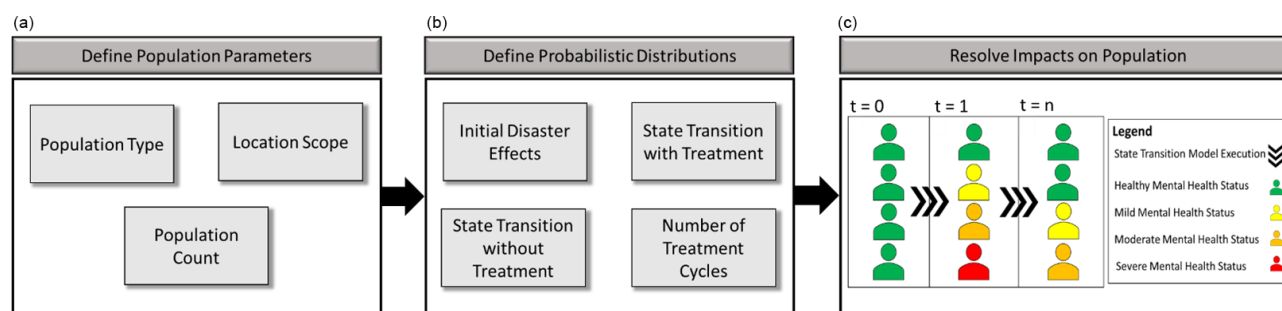 (a)
Define Population Parameters
Population Type
Location Scope
Population
Count
(b)
Define Probabilistic Distributions
Initial Disaster
Effects
State Transition
with Treatment
State Transition
without
Treatment
Number of
Treatment
Cycles
(c)
Resolve Impacts on Population
t = 0
t = 1
t = n
Legend
State Transition Model Execution
Healthy Mental Health Status
Mild Mental Health Status
Moderate Mental Health Status
Severe Mental Health Status